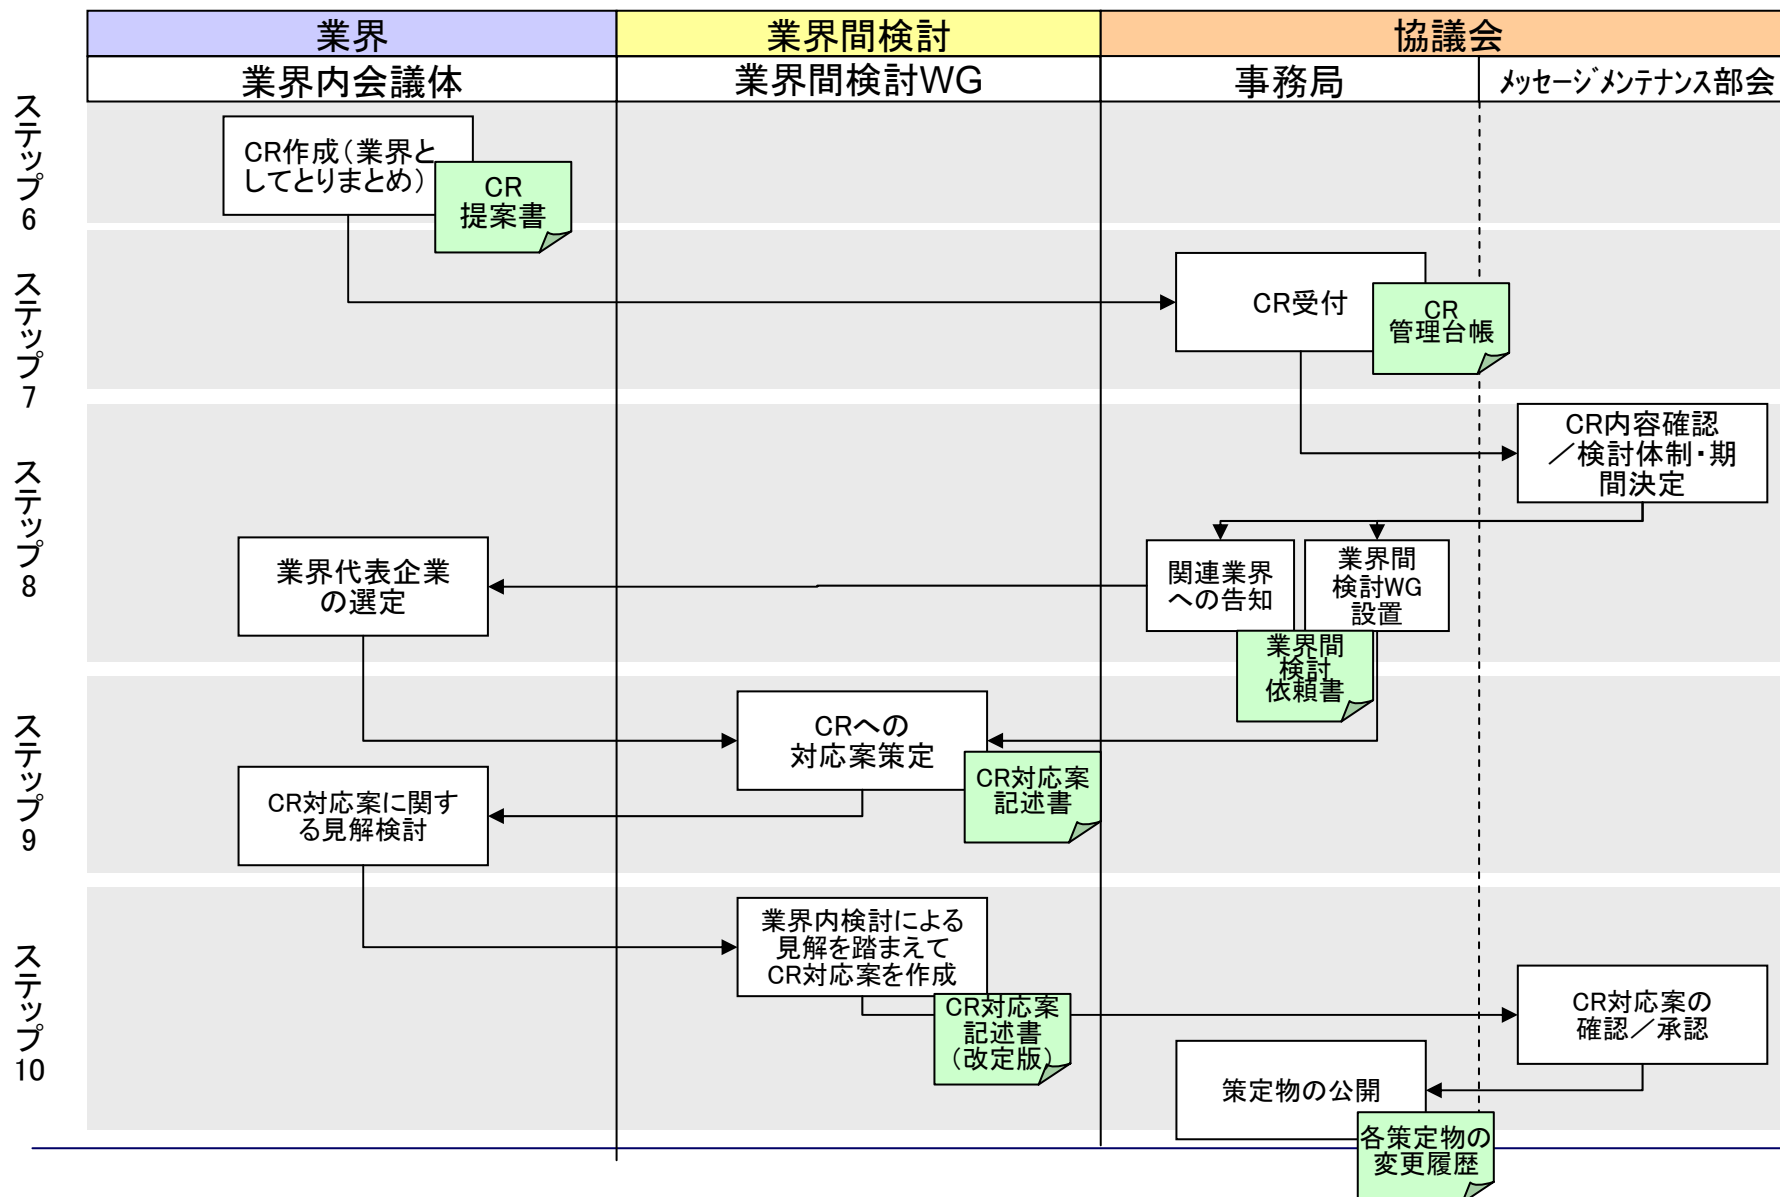 業界
業界間検討
協議会
業界内会議体
業界間検討WG
事務局
メッセージメンテナンス部会
ステップ6
CR作成(業界と
してとりまとめ)
CR
提案書
ステップ7
CR受付
CR
管理台帳
ステップ8
CR内容確認
／検討体制・期
間決定
関連業界
への告知
業界間
検討WG
設置
業界間
検討
依頼書
業界代表企業
の選定
ステップ9
CRへの
対応案策定
CR対応案
記述書
CR対応案に関す
る見解検討
ステップ10
業界内検討による
見解を踏まえて
CR対応案を作成
CR対応案
記述書
(改定版)
CR対応案の
確認／承認
策定物の公開
各策定物の
変更履歴